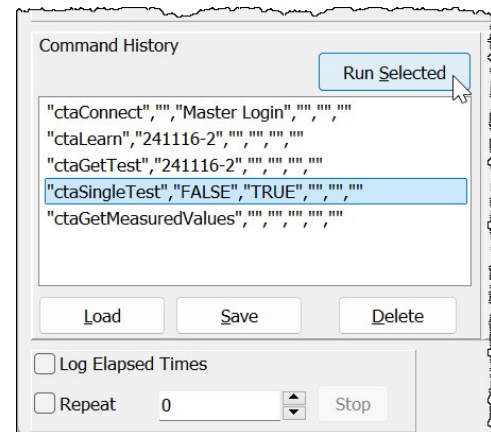 Command History
Run Selected
"ctaConnect","","Master Login","","",""
"ctaLearn","241116-2","","","",""
"ctaGetTest","241116-2","","","",""
"ctaSingleTest","FALSE","TRUE","","",""
"ctaGetMeasuredValues","","","","",""
Load Save Delete
Log Elapsed Times
Repeat 0 Stop